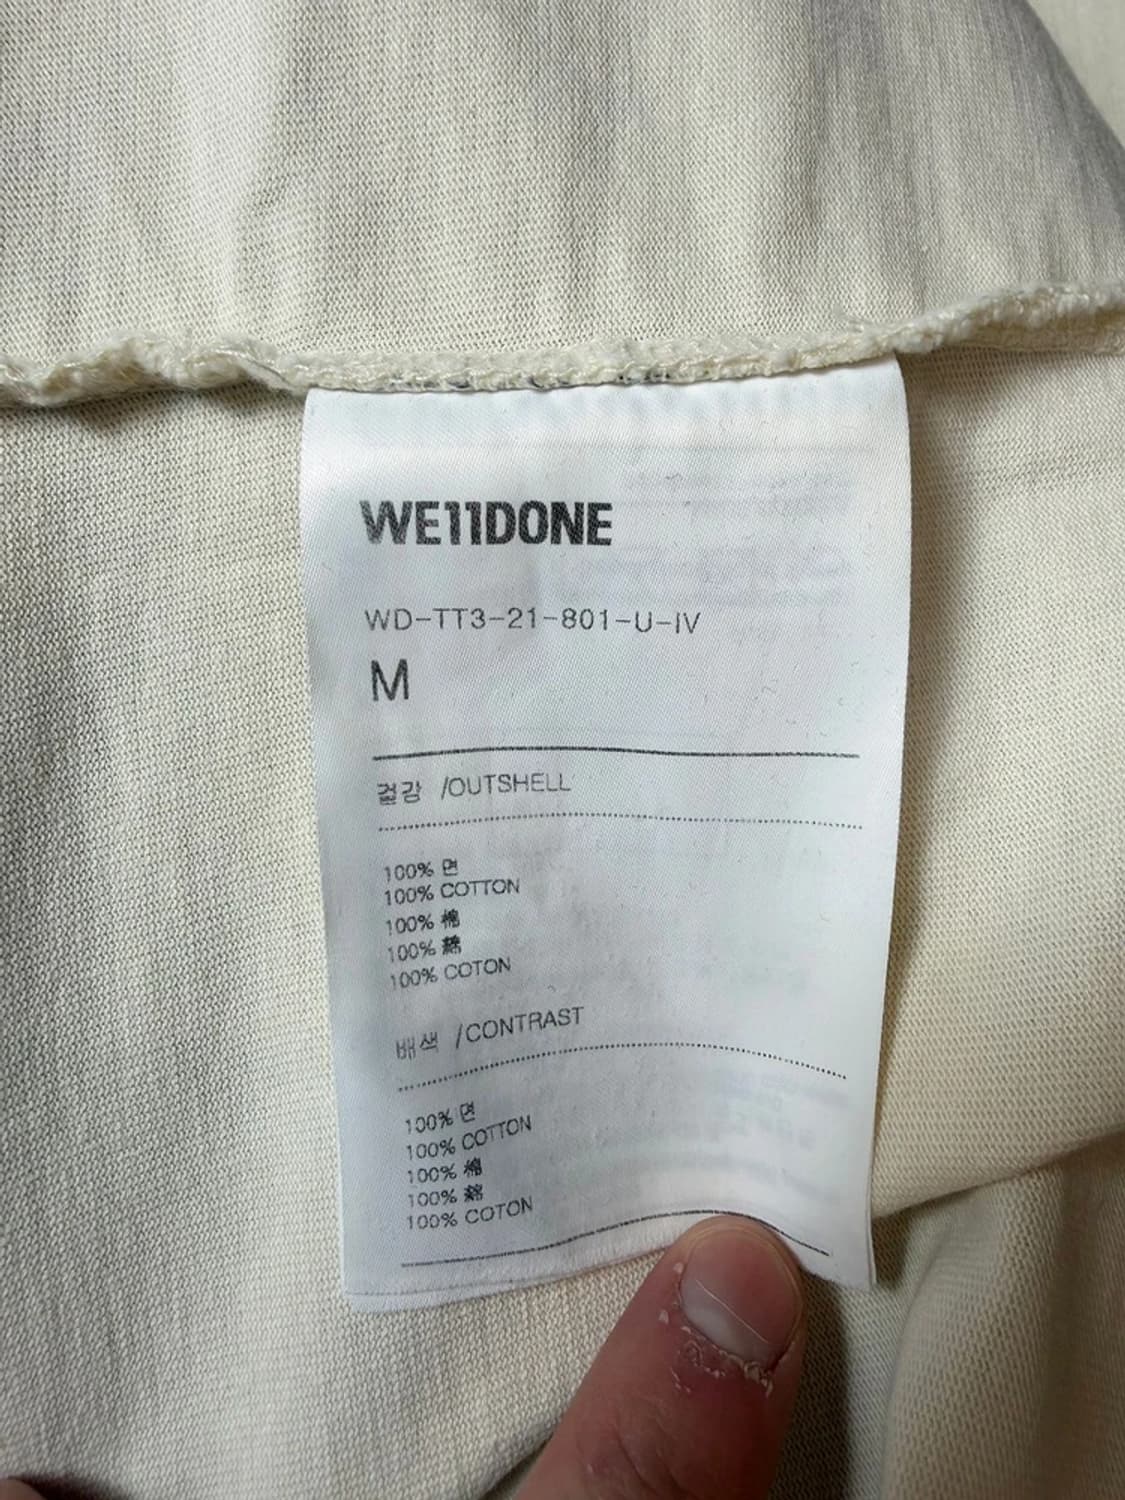 WE11DONE
WD-TT3-21-801-U-IV
M
겉감 /OUTSHELL
100% 면
100% COTTON
100% 棉
100% 綿
100% COTON
배색 /CONTRAST
100% 면
100% COTTON
100% 棉
100% 綿
100% COTON